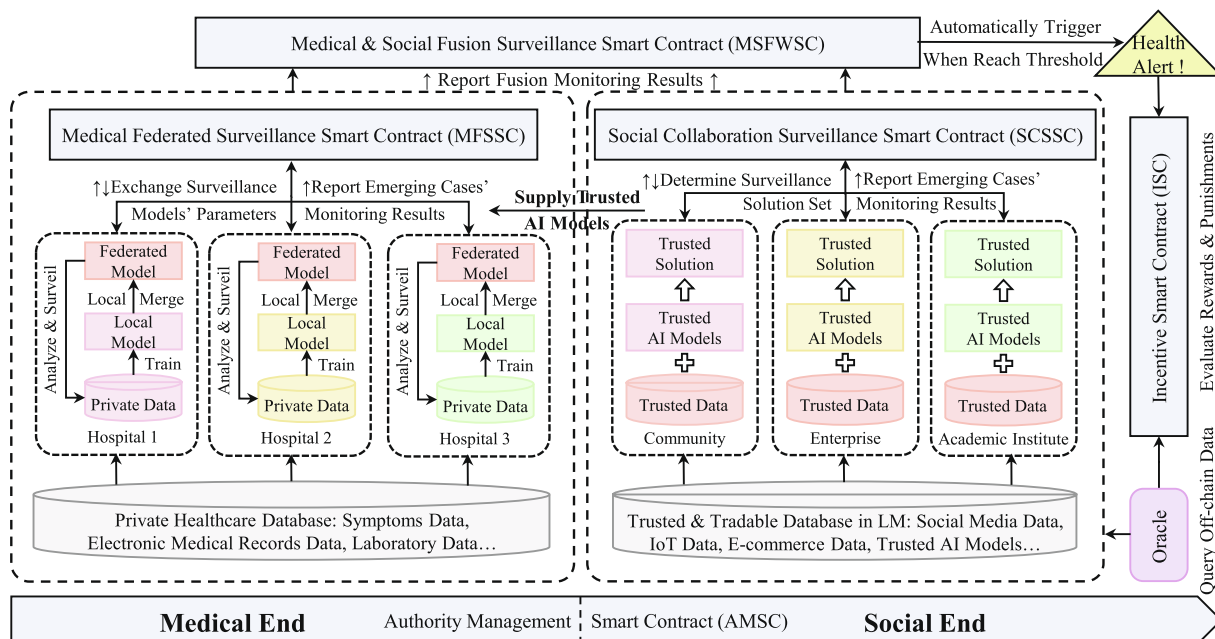 Medical & Social Fusion Surveillance Smart Contract (MSFWSC)
Automatically Trigger
When Reach Threshold
Health
Alert !
↑ Report Fusion Monitoring Results ↑
Medical Federated Surveillance Smart Contract (MFSSC)
↑↓Exchange Surveillance
Models' Parameters
↑Report Emerging Cases'
Monitoring Results
Supply Trusted
AI Models
Social Collaboration Surveillance Smart Contract (SCSSC)
↑↓Determine Surveillance
Solution Set
↑Report Emerging Cases'
Monitoring Results
Analyze & Surveil
Federated
Model
Local Merge
Local
Model
Train
Private Data
Hospital 1
Analyze & Surveil
Federated
Model
Local Merge
Local
Model
Train
Private Data
Hospital 2
Analyze & Surveil
Federated
Model
Local Merge
Local
Model
Train
Private Data
Hospital 3
Trusted
Solution
Trusted
AI Models
Trusted Data
Community
Trusted
Solution
Trusted
AI Models
Trusted Data
Enterprise
Trusted
Solution
Trusted
AI Models
Trusted Data
Academic Institute
Private Healthcare Database: Symptoms Data,
Electronic Medical Records Data, Laboratory Data…
Trusted & Tradable Database in LM: Social Media Data,
IoT Data, E-commerce Data, Trusted AI Models…
Incentive Smart Contract (ISC)
Evaluate Rewards & Punishments
Oracle
Query Off-chain Data
Medical End
Authority Management
Smart Contract (AMSC)
Social End